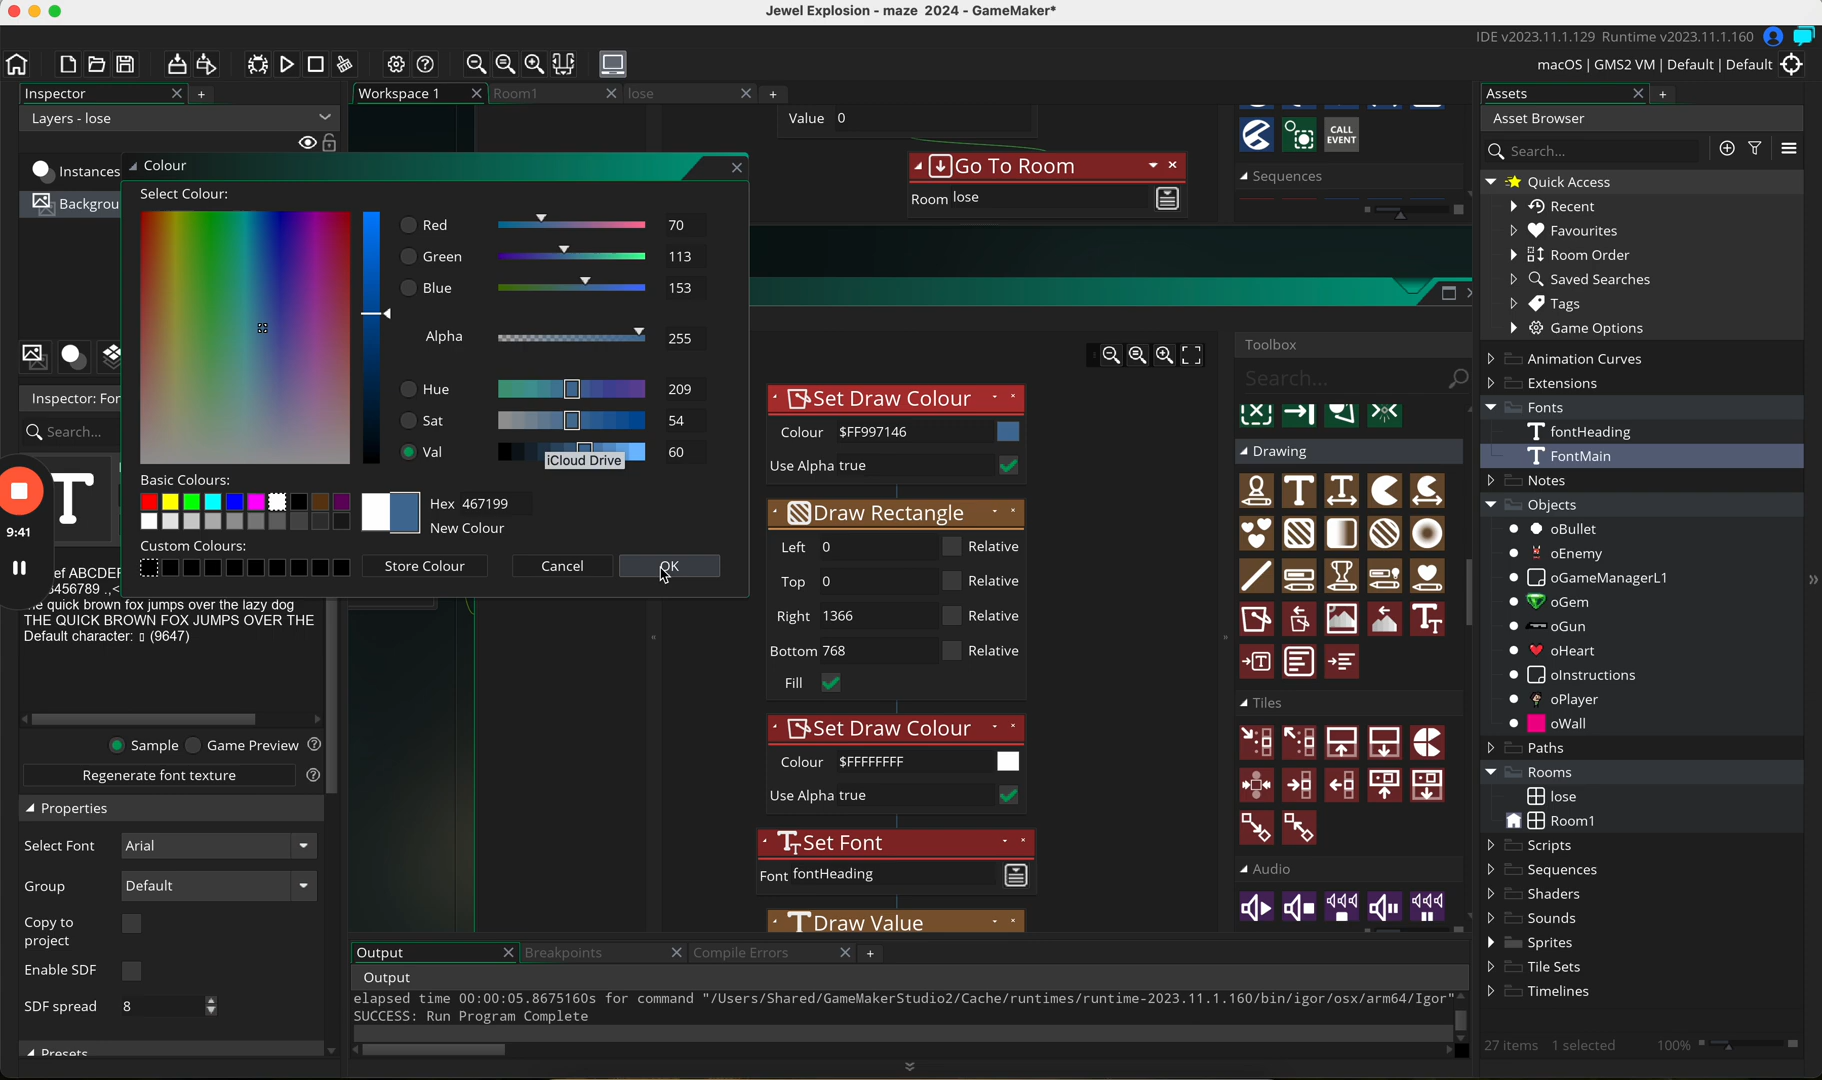 Jewel Explosion - maze 2024 - GameMaker*
IDE v2023.11.1.129 Runtime v2023.11.1.160
macOS | GMS2 VM | Default | Default
Inspector
Workspace 1
Room1
lose
Assets
Layers - lose
Asset Browser
Instances
Backgrou
Colour
Select Colour:
Red 70
Green 113
Blue 153
Alpha 255
Hue 209
Sat 54
Val 60
iCloud Drive
Basic Colours:
Hex 467199
New Colour
Custom Colours:
Store Colour
Cancel
OK
Inspector: For
Search...
9:41
ef ABCDEF
3456789 .,<
e quick brown fox jumps over the lazy dog
THE QUICK BROWN FOX JUMPS OVER THE
Default character: ▯ (9647)
Sample
Game Preview
Regenerate font texture
Properties
Select Font Arial
Group Default
Copy to
project
Enable SDF
SDF spread 8
Presets
Value 0
Go To Room
Room lose
CALL
EVENT
Sequences
Set Draw Colour
Colour $FF997146
Use Alpha true
Draw Rectangle
Left 0 Relative
Top 0 Relative
Right 1366 Relative
Bottom 768 Relative
Fill
Set Draw Colour
Colour $FFFFFFFF
Use Alpha true
Set Font
Font fontHeading
Draw Value
Toolbox
Search...
Drawing
Tiles
Audio
Output
Breakpoints
Compile Errors
Output
elapsed time 00:00:05.8675160s for command "/Users/Shared/GameMakerStudio2/Cache/runtimes/runtime-2023.11.1.160/bin/igor/osx/arm64/Igor"
SUCCESS: Run Program Complete
Search...
Quick Access
Recent
Favourites
Room Order
Saved Searches
Tags
Game Options
Animation Curves
Extensions
Fonts
fontHeading
FontMain
Notes
Objects
oBullet
oEnemy
oGameManagerL1
oGem
oGun
oHeart
oInstructions
oPlayer
oWall
Paths
Rooms
lose
Room1
Scripts
Sequences
Shaders
Sounds
Sprites
Tile Sets
Timelines
27 items 1 selected 100%